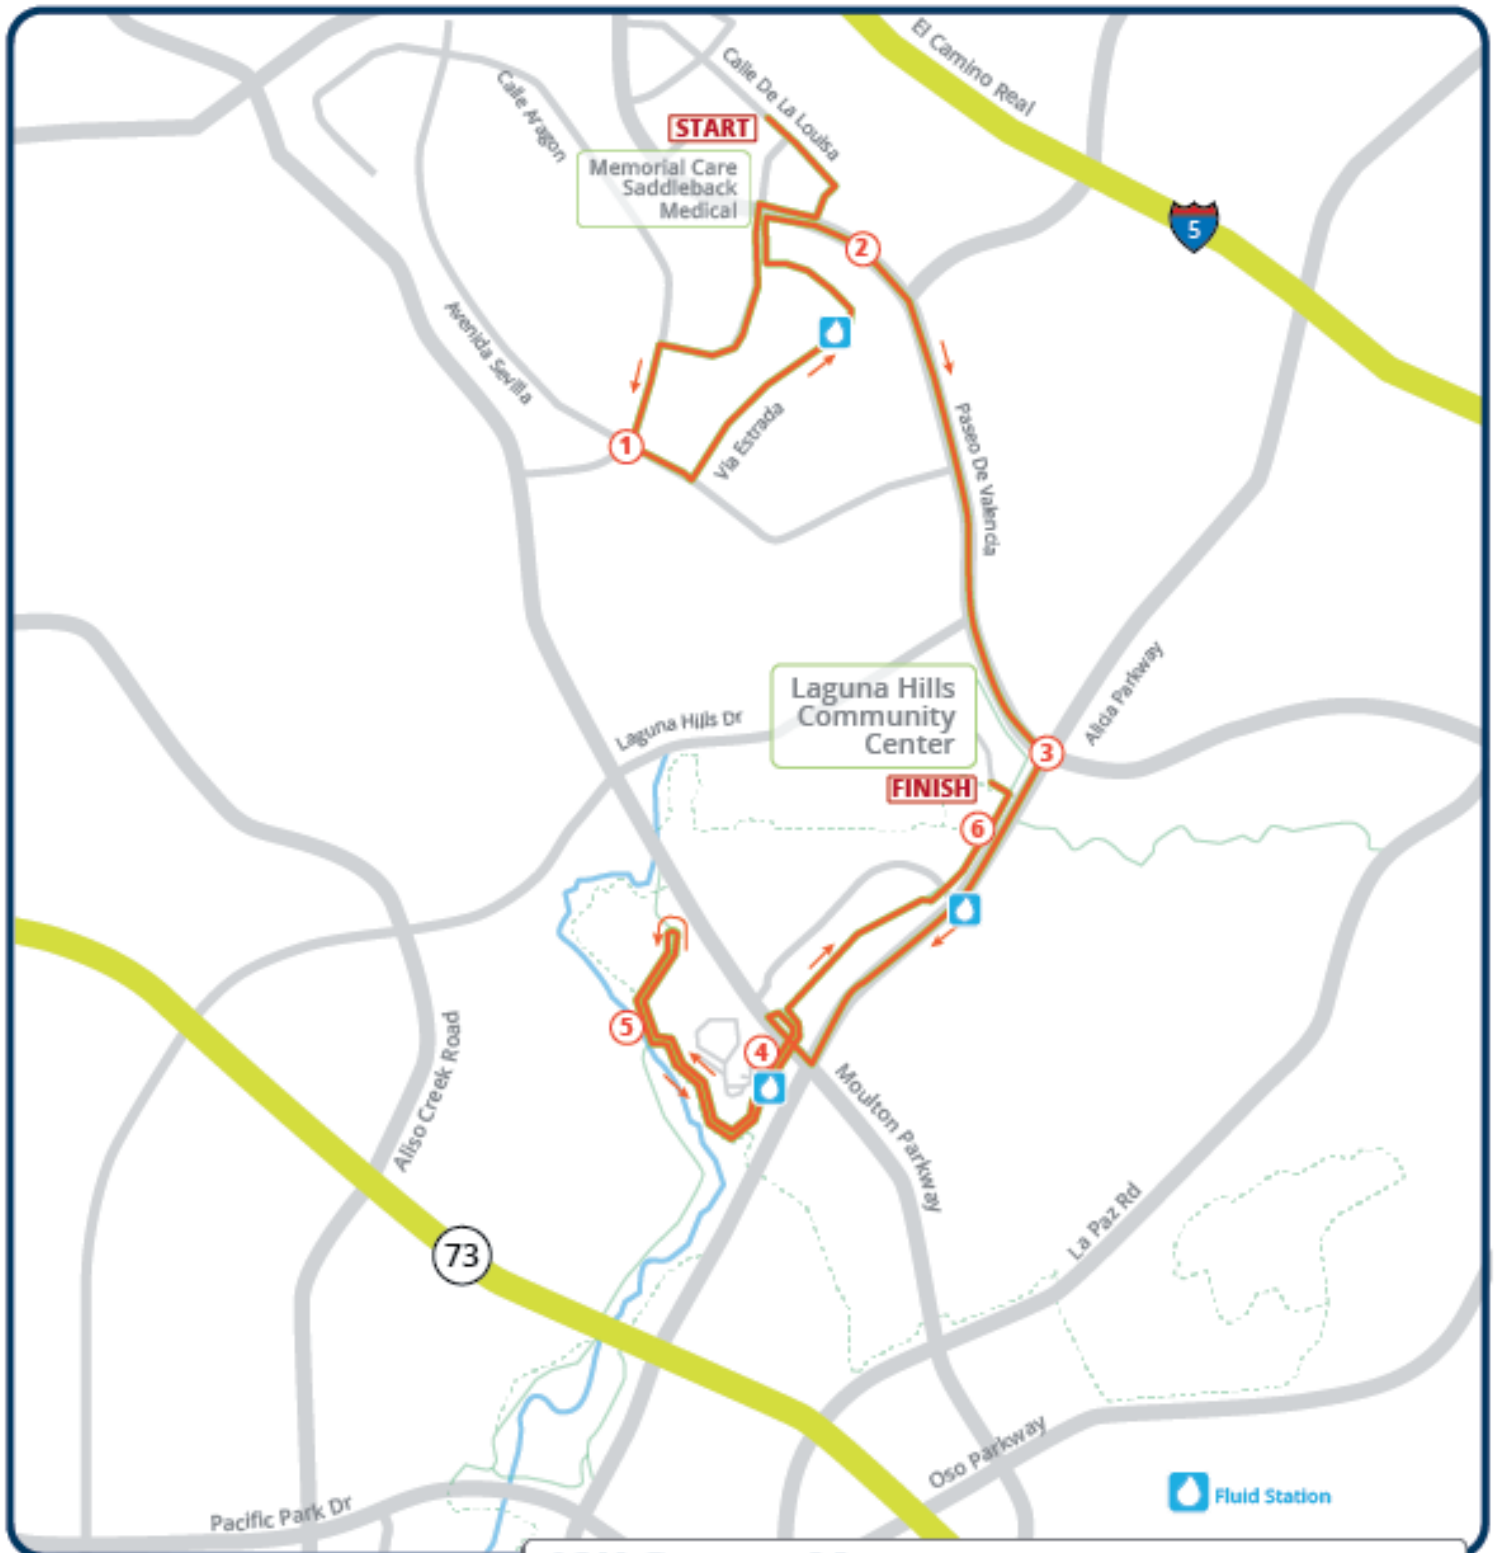 El Camino Real
Calle De La Louisa
Calle Aragon
START
Memorial Care
Saddleback
Medical
5
2
Avenida Sevilla
1
Via Estrada
Paseo De Valencia
Alicia Parkway
Laguna Hills Dr
Laguna Hills
Community
Center
3
FINISH
6
5
4
Aliso Creek Road
Moulton Parkway
La Paz Rd
73
Oso Parkway
Pacific Park Dr
Fluid Station